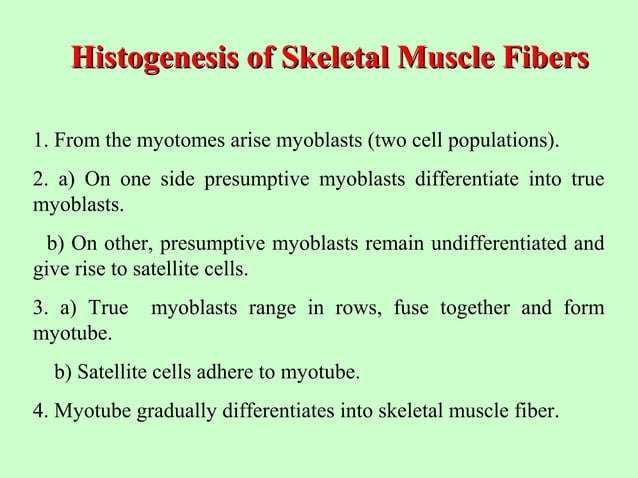 Histogenesis of Skeletal Muscle Fibers
1. From the myotomes arise myoblasts (two cell populations).
2. a) On one side presumptive myoblasts differentiate into true
myoblasts.
b) On other, presumptive myoblasts remain undifferentiated and
give rise to satellite cells.
3. a) True myoblasts range in rows, fuse together and form
myotube.
b) Satellite cells adhere to myotube.
4. Myotube gradually differentiates into skeletal muscle fiber.